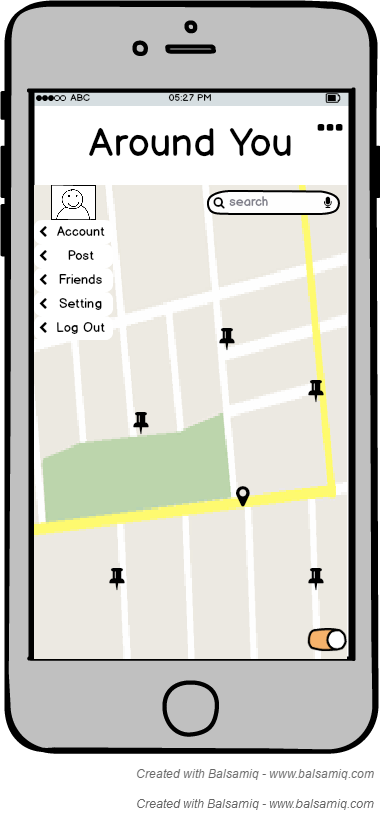 ABC 05:27 PM
Around You
search
Account
Post
Friends
Setting
Log Out
Created with Balsamiq - www.balsamiq.com
Created with Balsamiq - www.balsamiq.com